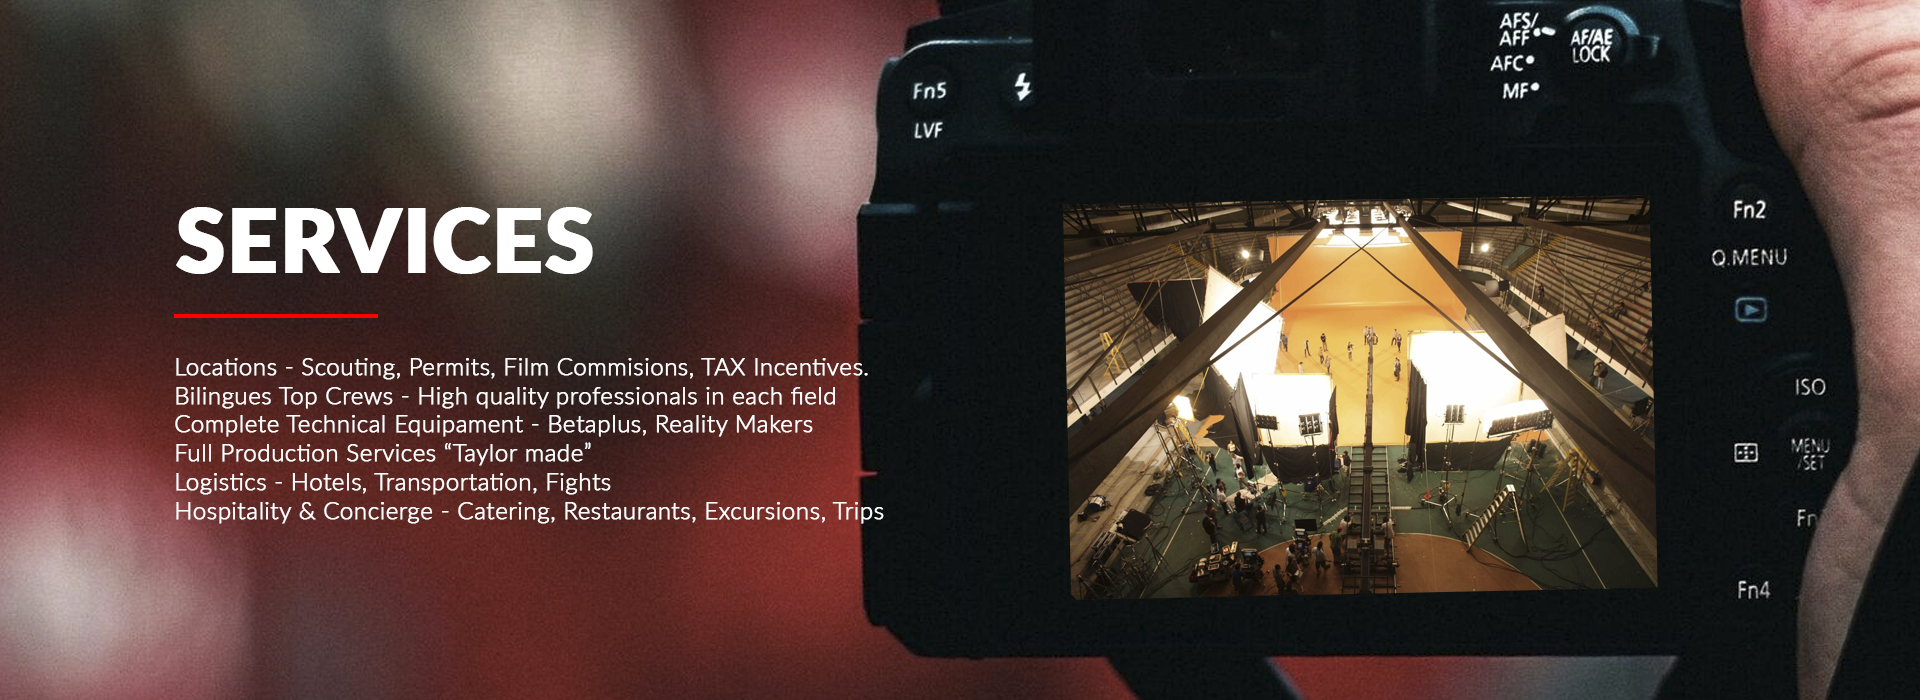 SERVICES
Locations - Scouting, Permits, Film Commisions, TAX Incentives.
Bilingues Top Crews - High quality professionals in each field
Complete Technical Equipament - Betaplus, Reality Makers
Full Production Services “Taylor made”
Logistics - Hotels, Transportation, Fights
Hospitality & Concierge - Catering, Restaurants, Excursions, Trips
Fn5
LVF
AFS/
AFF
AFC
MF
AF/AE
LOCK
Fn2
Q.MENU
ISO
MENU
/SET
Fn
Fn4